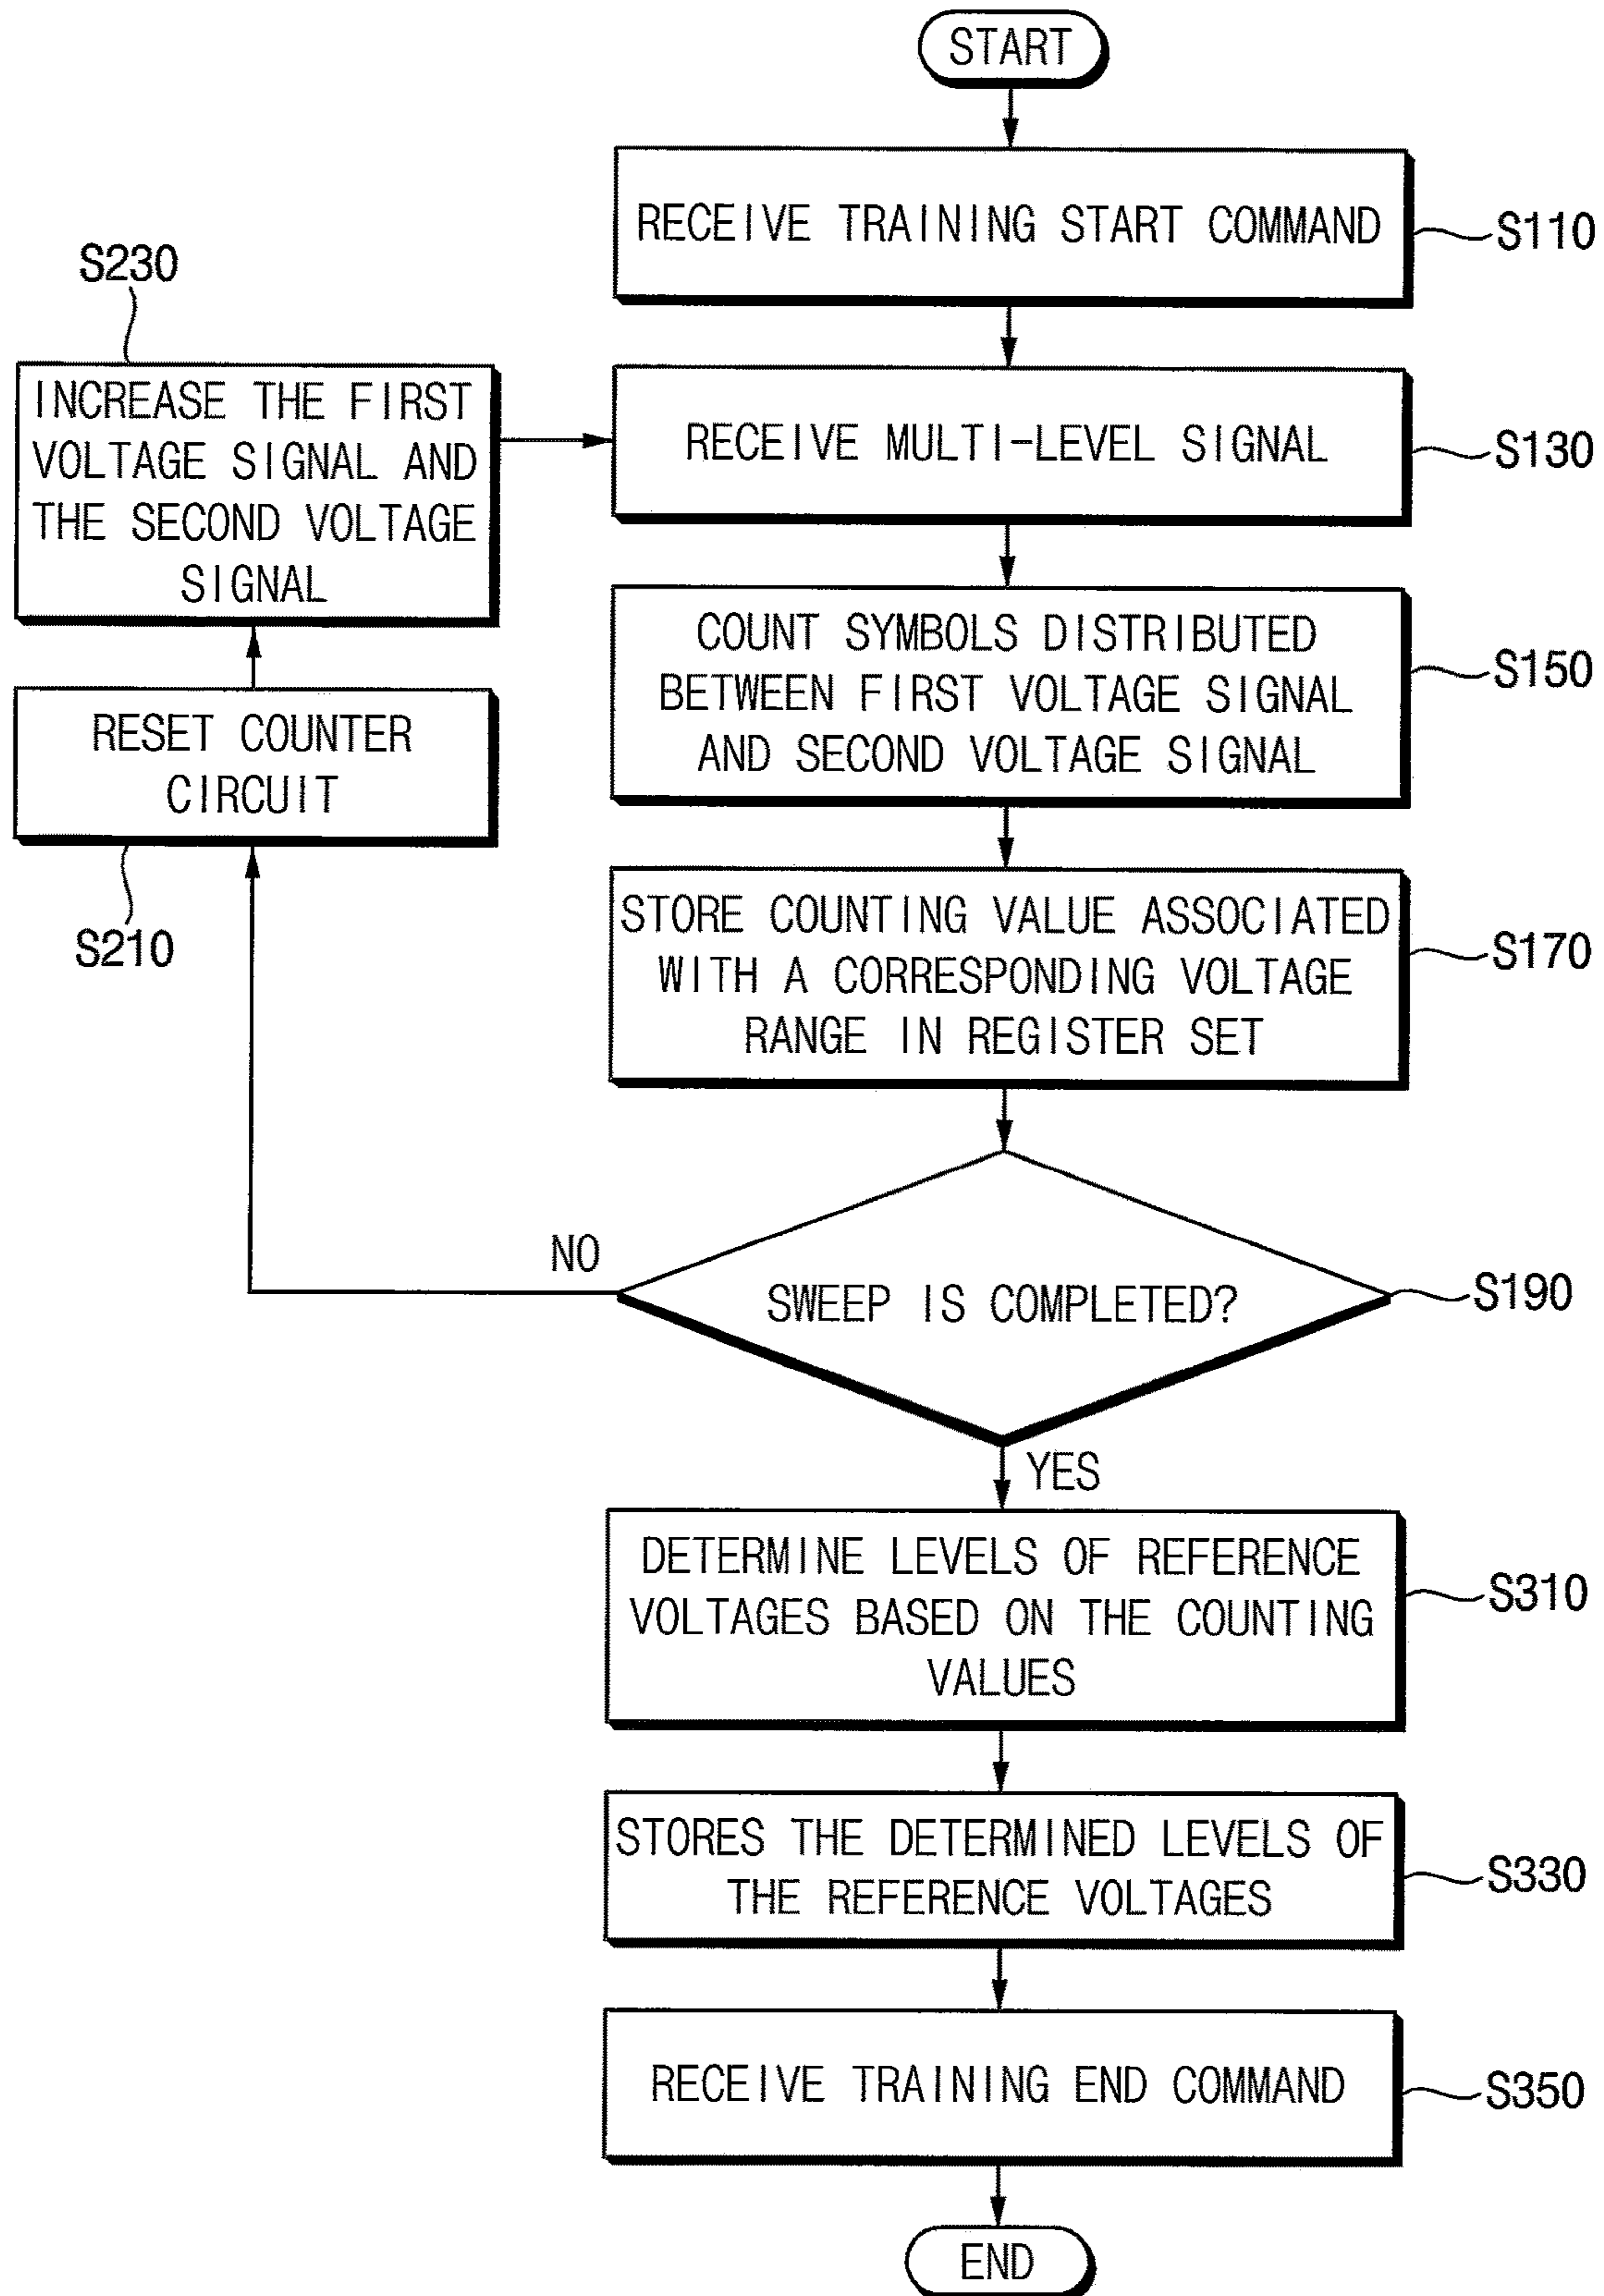 START
RECEIVE TRAINING START COMMAND
S110
S230
INCREASE THE FIRST
VOLTAGE SIGNAL AND
THE SECOND VOLTAGE
SIGNAL
RECEIVE MULTI-LEVEL SIGNAL
S130
COUNT SYMBOLS DISTRIBUTED
BETWEEN FIRST VOLTAGE SIGNAL
AND SECOND VOLTAGE SIGNAL
S150
RESET COUNTER
CIRCUIT
S210
STORE COUNTING VALUE ASSOCIATED
WITH A CORRESPONDING VOLTAGE
RANGE IN REGISTER SET
S170
NO
SWEEP IS COMPLETED?
S190
YES
DETERMINE LEVELS OF REFERENCE
VOLTAGES BASED ON THE COUNTING
VALUES
S310
STORES THE DETERMINED LEVELS OF
THE REFERENCE VOLTAGES
S330
RECEIVE TRAINING END COMMAND
S350
END